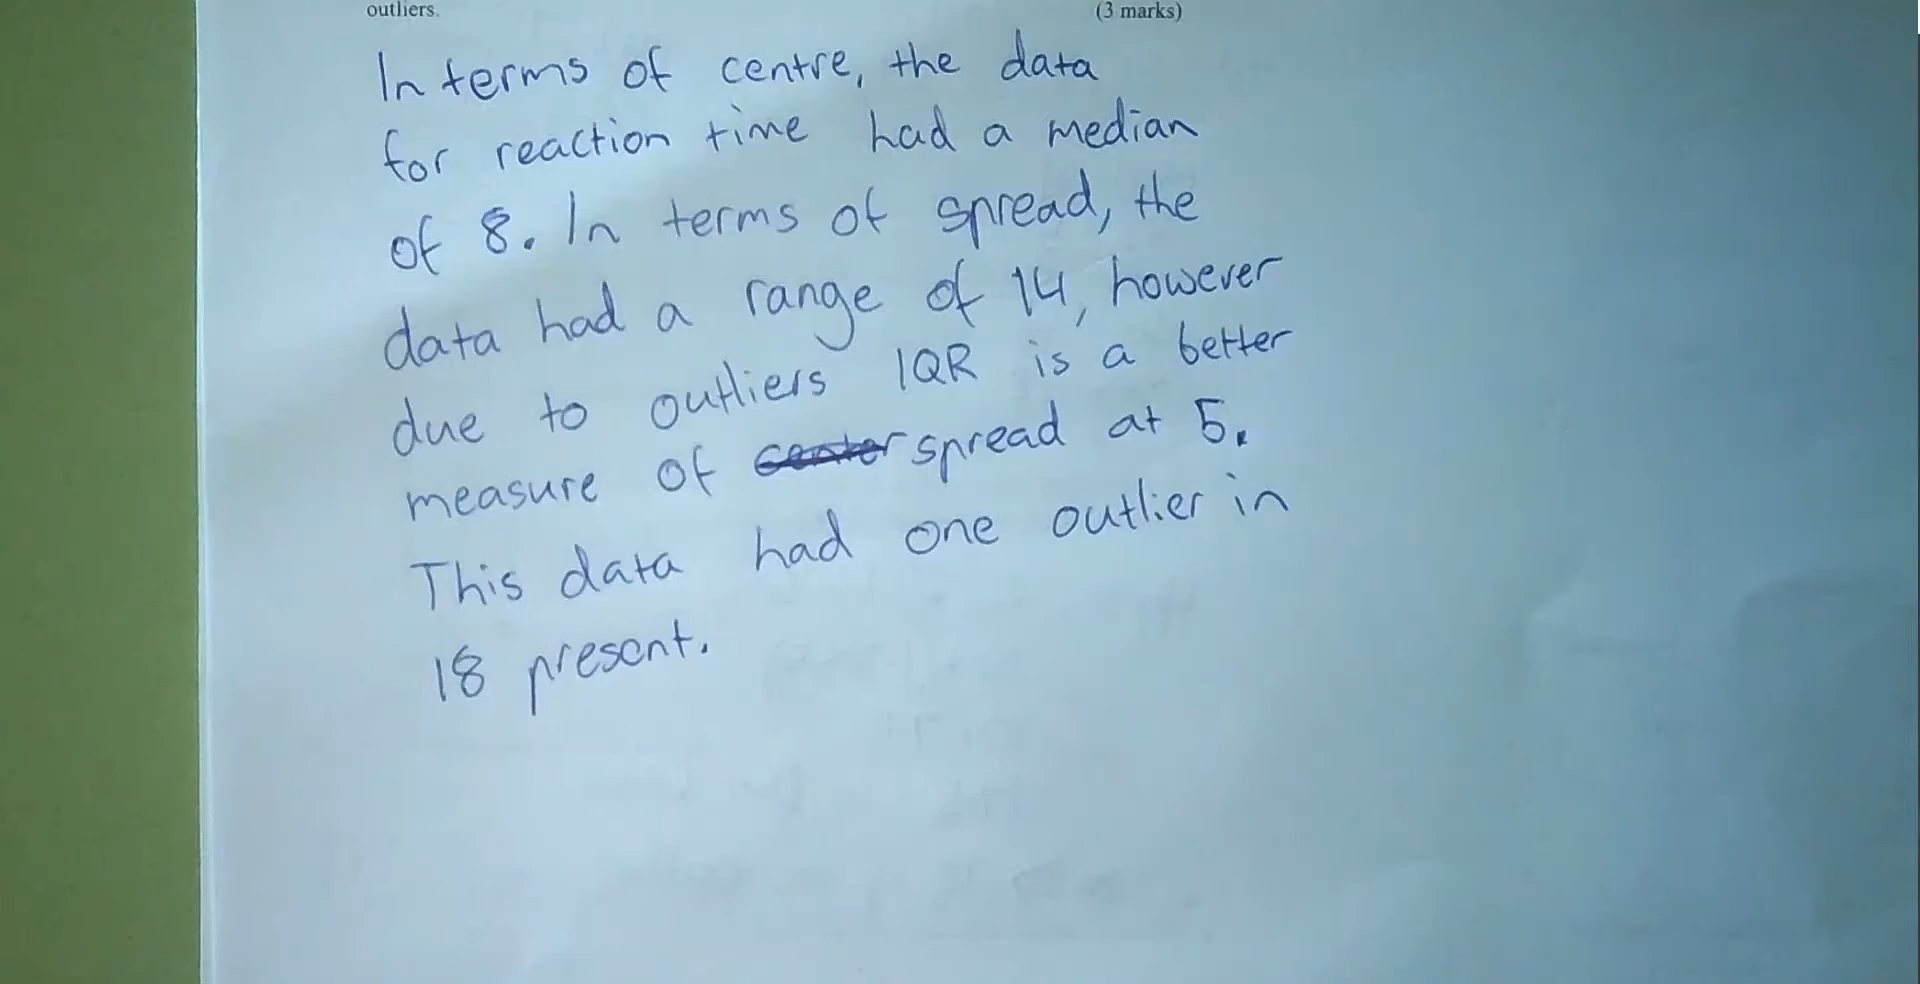 outliers. (3 marks)
In terms of centre, the data
for reaction time had a median
of 8. In terms of spread, the
data had a range of 14, however
due to outliers IQR is a better
measure of center spread at 5.
This data had one outlier in
18 present.